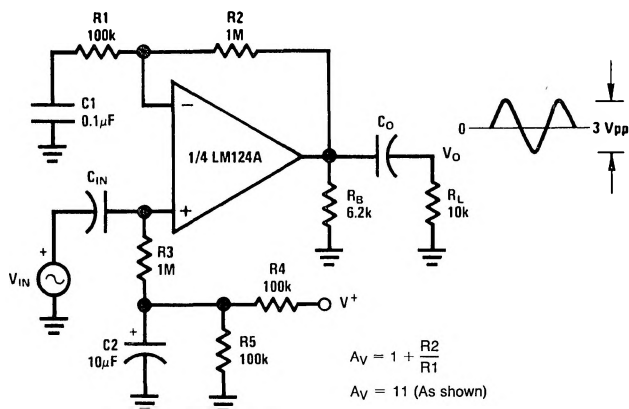 R1
100k
R2
1M
C1
0.1µF
1/4 LM124A
−
+
CO
VO
0
3 Vpp
RB
6.2k
RL
10k
CIN
+
VIN
R3
1M
R4
100k
V+
+
C2
10µF
R5
100k
AV = 1 + R2/R1
AV = 11 (As shown)